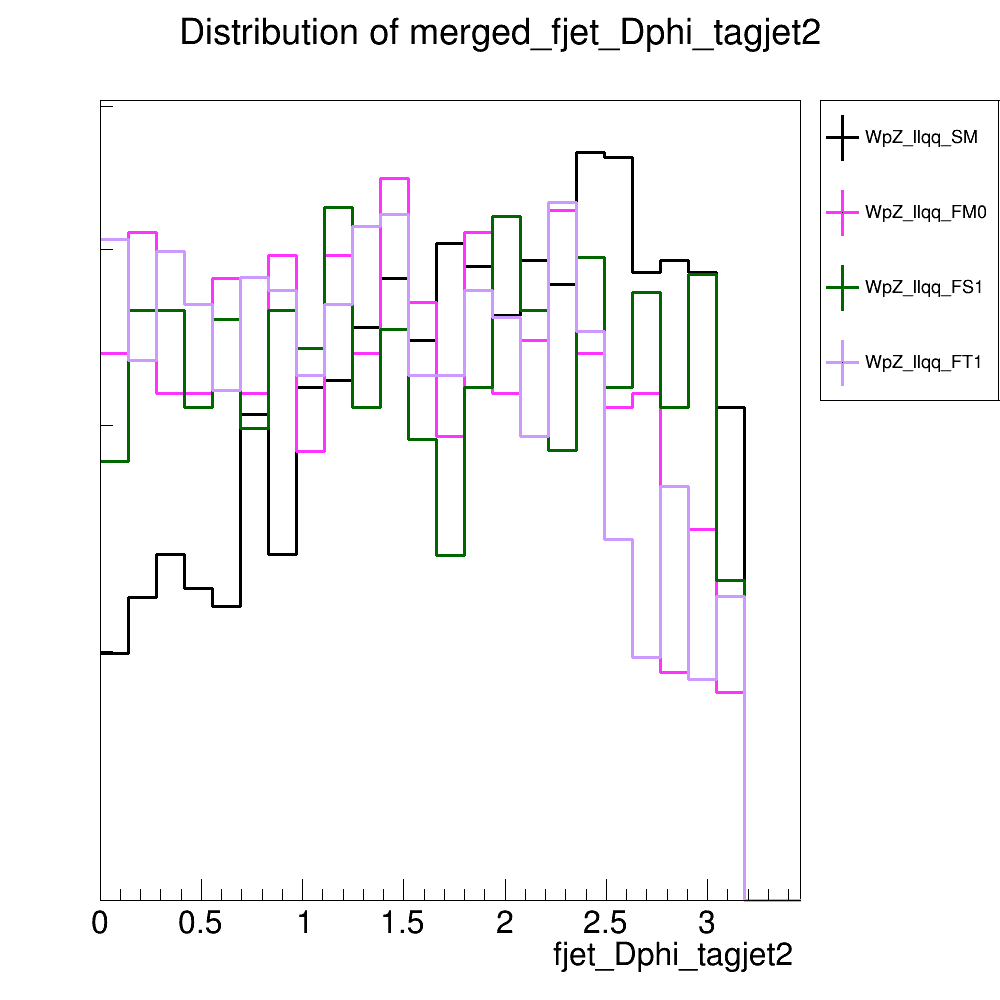 Distribution of merged_fjet_Dphi_tagjet2
WpZ_llqq_SM
WpZ_llqq_FM0
WpZ_llqq_FS1
WpZ_llqq_FT1
0 0.5 1 1.5 2 2.5 3
fjet_Dphi_tagjet2